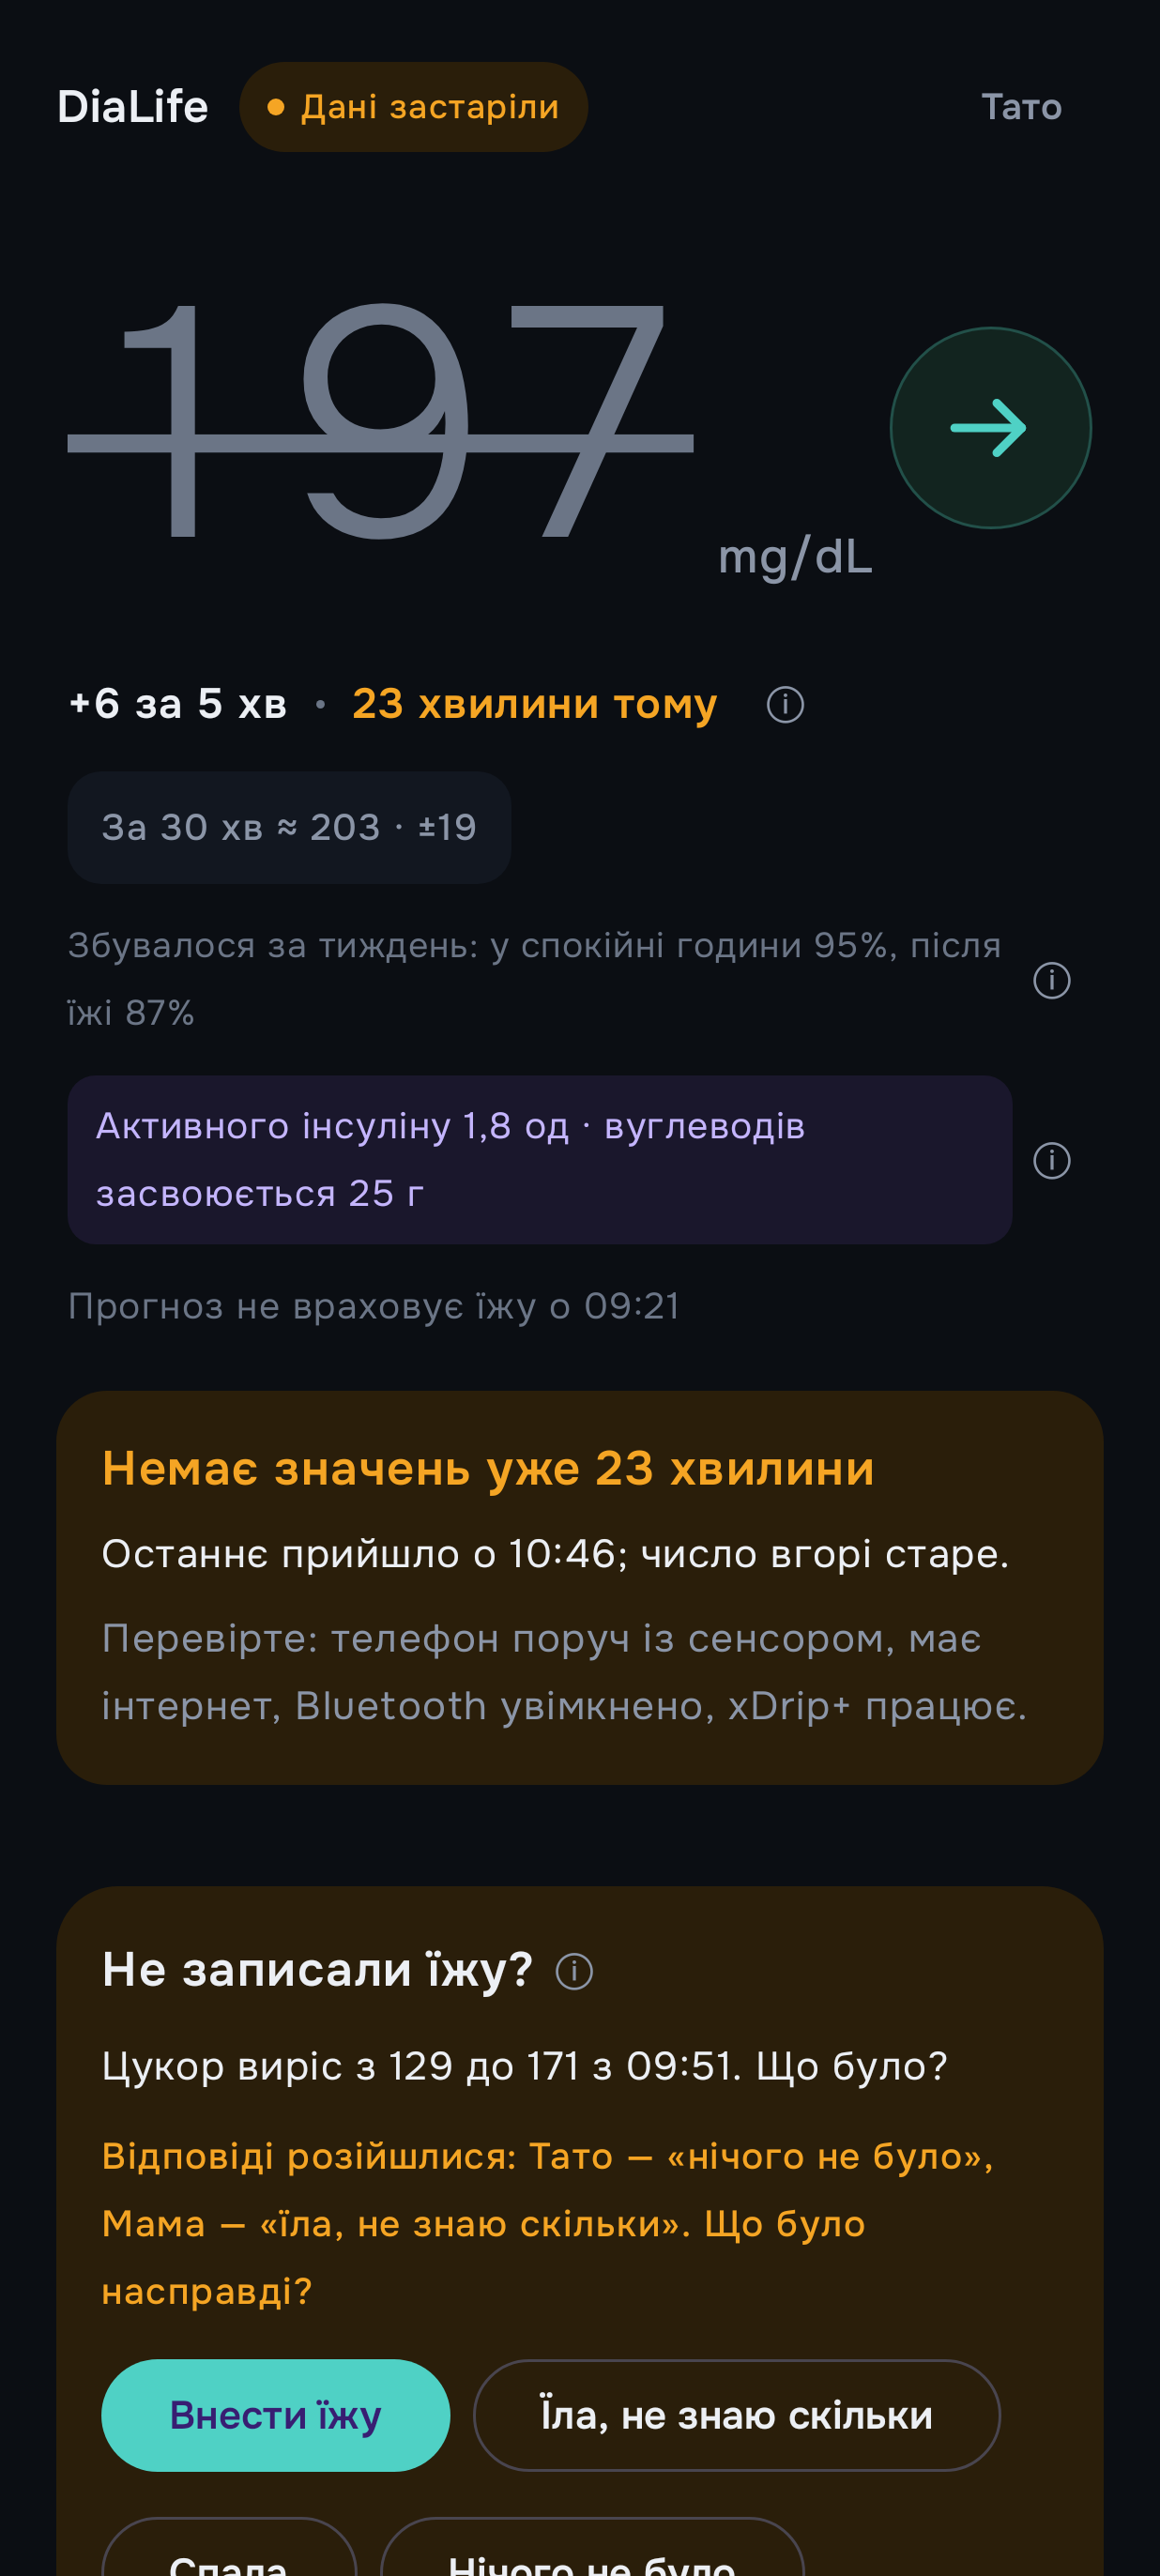 DiaLife
Дані застаріли
Тато
197
mg/dL
+6 за 5 хв · 23 хвилини тому
За 30 хв ≈ 203 · ±19
Збувалося за тиждень: у спокійні години 95%, після
їжі 87%
Активного інсуліну 1,8 од · вуглеводів
засвоюється 25 г
Прогноз не враховує їжу о 09:21
Немає значень уже 23 хвилини
Останнє прийшло о 10:46; число вгорі старе.
Перевірте: телефон поруч із сенсором, має
інтернет, Bluetooth увімкнено, xDrip+ працює.
Не записали їжу?
Цукор виріс з 129 до 171 з 09:51. Що було?
Відповіді розійшлися: Тато — «нічого не було»,
Мама — «їла, не знаю скільки». Що було
насправді?
Внести їжу
Їла, не знаю скільки
Спала
Нічого не було